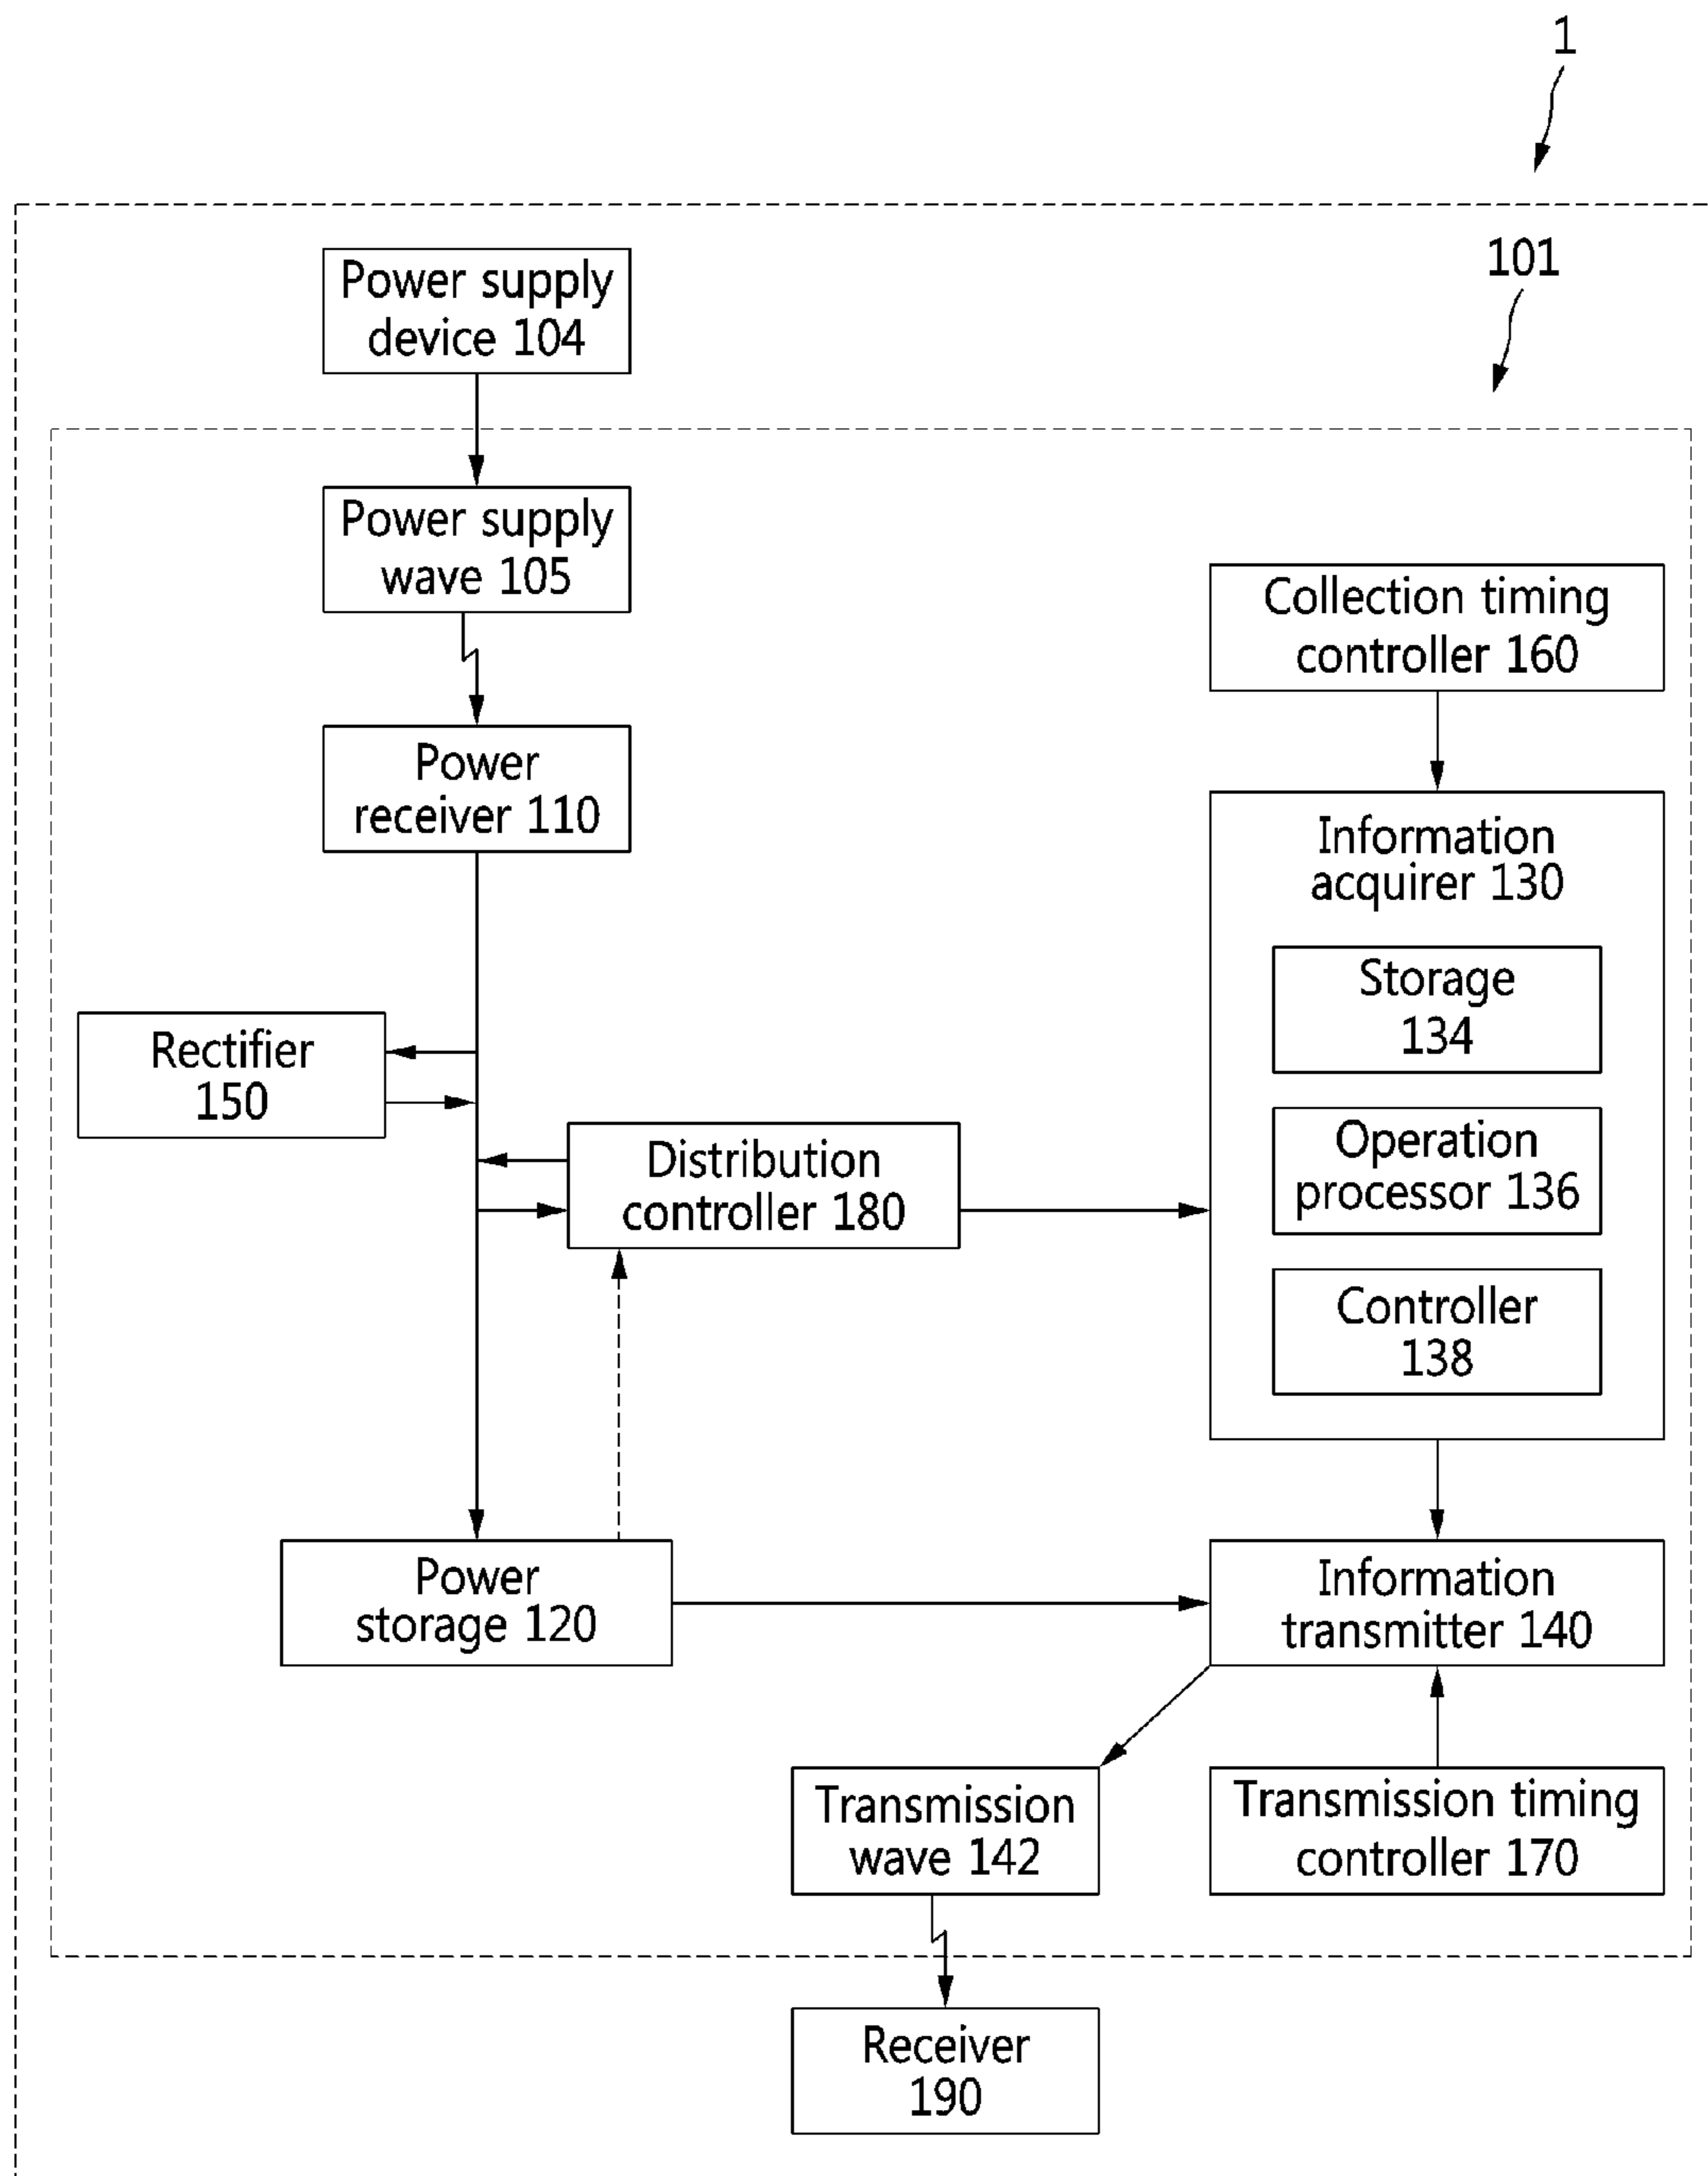 1
101
Power supply
device 104
Power supply
wave 105
Collection timing
controller 160
Power
receiver 110
Information
acquirer 130
Storage
134
Rectifier
150
Operation
processor 136
Distribution
controller 180
Controller
138
Power
storage 120
Information
transmitter 140
Transmission
wave 142
Transmission timing
controller 170
Receiver
190